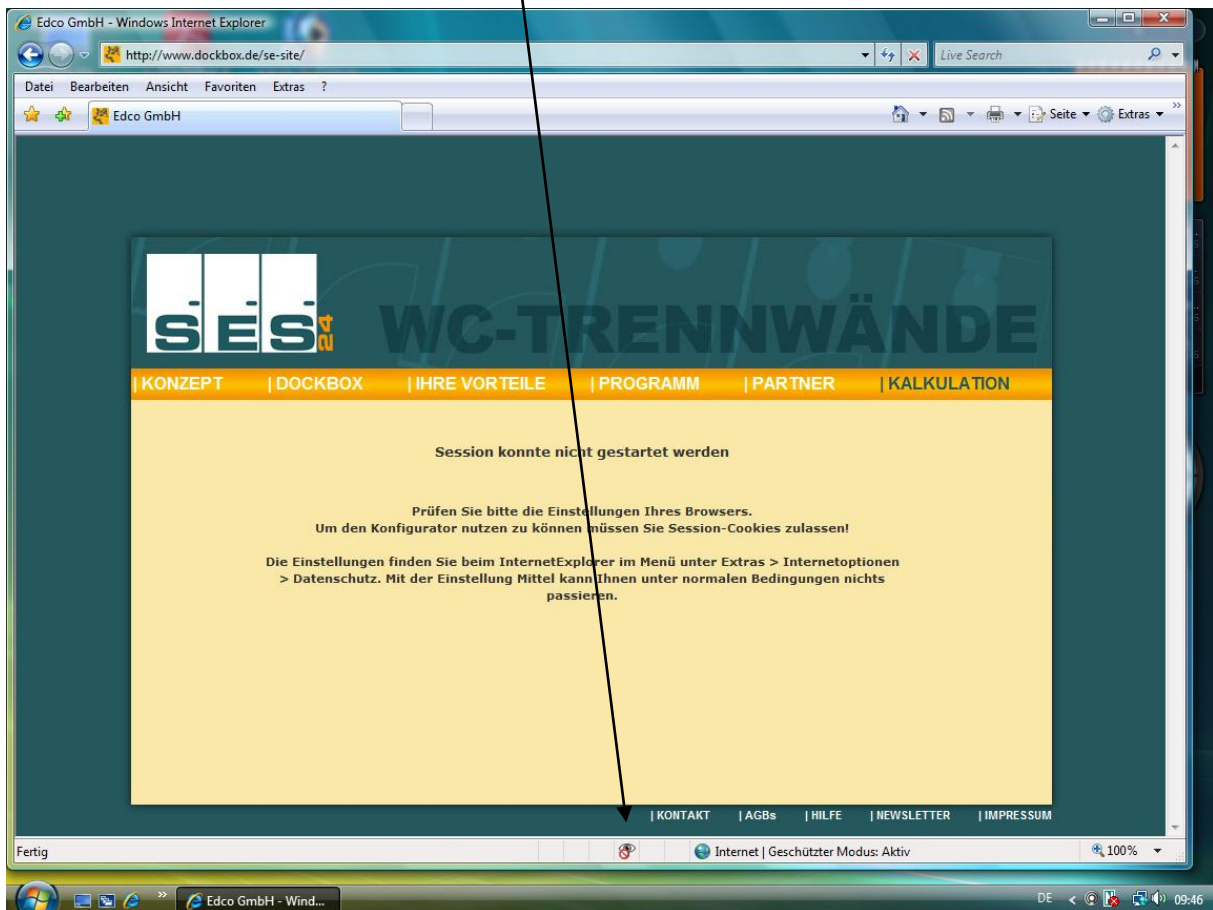 Edco GmbH - Windows Internet Explorer
http://www.dockbox.de/se-site/
Live Search
Datei Bearbeiten Ansicht Favoriten Extras ?
Edco GmbH
Seite
Extras
SES24
WC-TRENNWÄNDE
| KONZEPT | DOCKBOX | IHRE VORTEILE | PROGRAMM | PARTNER | KALKULATION
Session konnte nicht gestartet werden
Prüfen Sie bitte die Einstellungen Ihres Browsers.
Um den Konfigurator nutzen zu können müssen Sie Session-Cookies zulassen!
Die Einstellungen finden Sie beim InternetExplorer im Menü unter Extras > Internetoptionen
> Datenschutz. Mit der Einstellung Mittel kann Ihnen unter normalen Bedingungen nichts
passieren.
| KONTAKT | AGBs | HILFE | NEWSLETTER | IMPRESSUM
Fertig
Internet | Geschützter Modus: Aktiv
100%
Edco GmbH - Wind...
DE
09:46